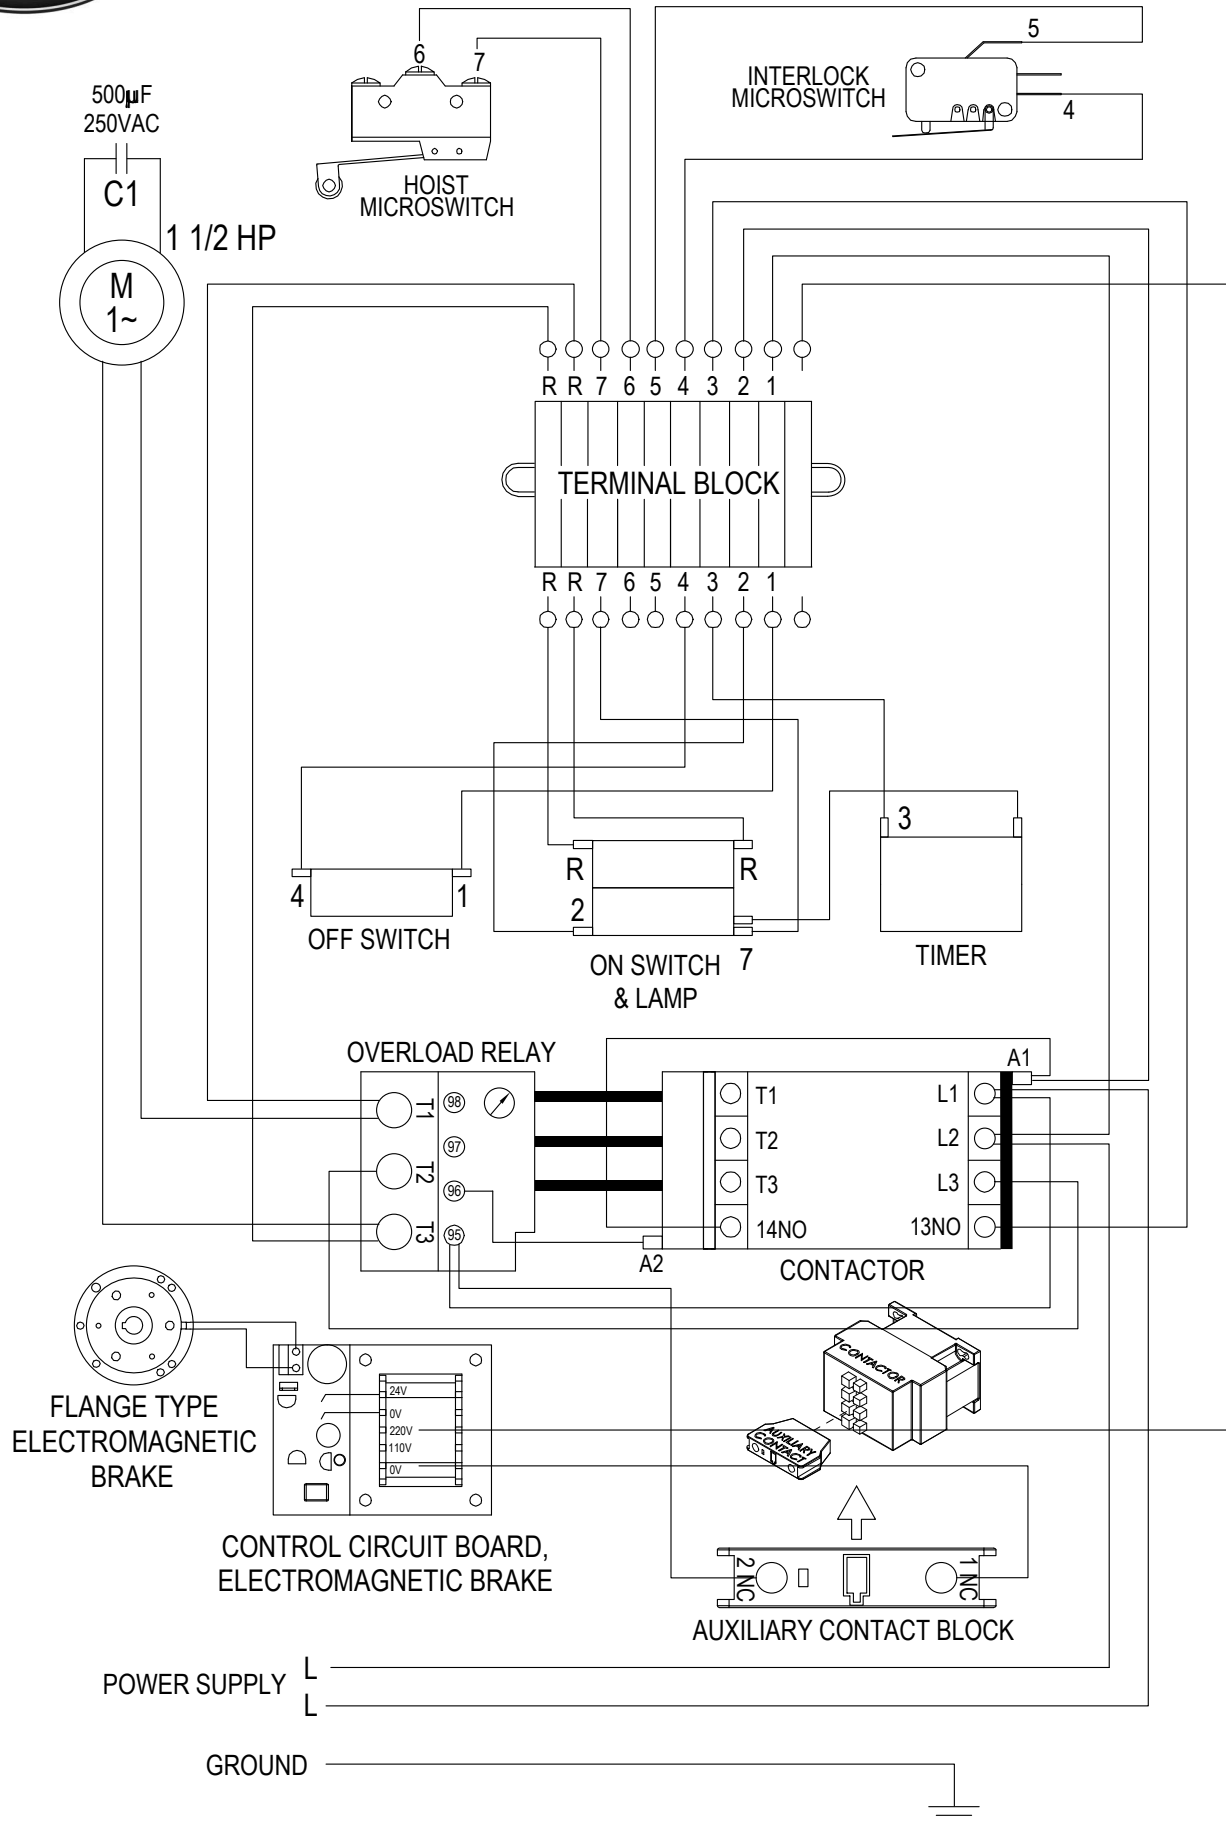 6
7
5
4
INTERLOCK
MICROSWITCH
500μF
250VAC
C1
HOIST
MICROSWITCH
1 1/2 HP
M
1~
R R 7 6 5 4 3 2 1
TERMINAL BLOCK
R R 7 6 5 4 3 2 1
4
1
OFF SWITCH
R
R
2
7
ON SWITCH
& LAMP
3
TIMER
OVERLOAD RELAY
T1
T2
T3
98
97
96
95
A1
T1
L1
T2
L2
T3
L3
14NO
13NO
A2
CONTACTOR
FLANGE TYPE
ELECTROMAGNETIC
BRAKE
24V
0V
220V
110V
0V
CONTROL CIRCUIT BOARD,
ELECTROMAGNETIC BRAKE
CONTACTOR
AUXILIARY
CONTACT
2 NC
1 NC
AUXILIARY CONTACT BLOCK
POWER SUPPLY
L
L
GROUND